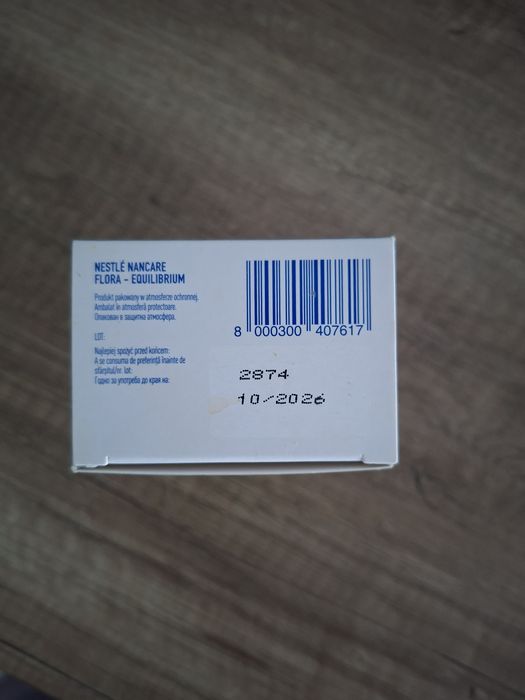 NESTLÉ NANCARE
FLORA - EQUILIBRIUM
Produkt pakowany w atmosferze ochronnej.
Ambalat în atmosferă protectoare.
Опакован в защитна атмосфера.
LOT:
Najlepiej spożyć przed końcem:
A se consuma de preferinţă înainte de
sfârşitul/nr. lot:
Годно за употреба до края на:
8 000300 407617
2874
10/2026